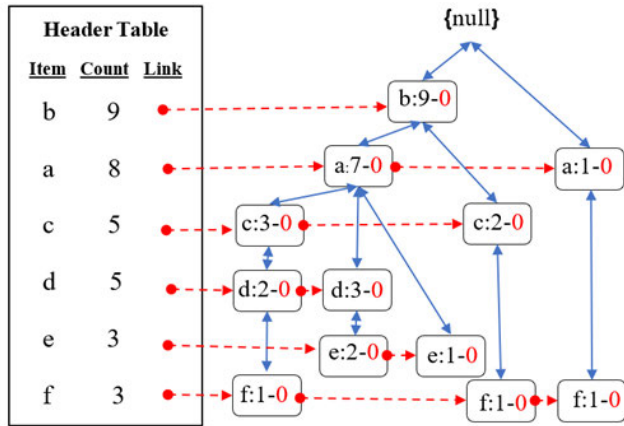 {null}
Header Table
Item Count Link
b 9
b:9-0
a 8
a:7-0
a:1-0
c 5
c:3-0
c:2-0
d 5
d:2-0
d:3-0
e 3
e:2-0
e:1-0
f 3
f:1-0
f:1-0
f:1-0